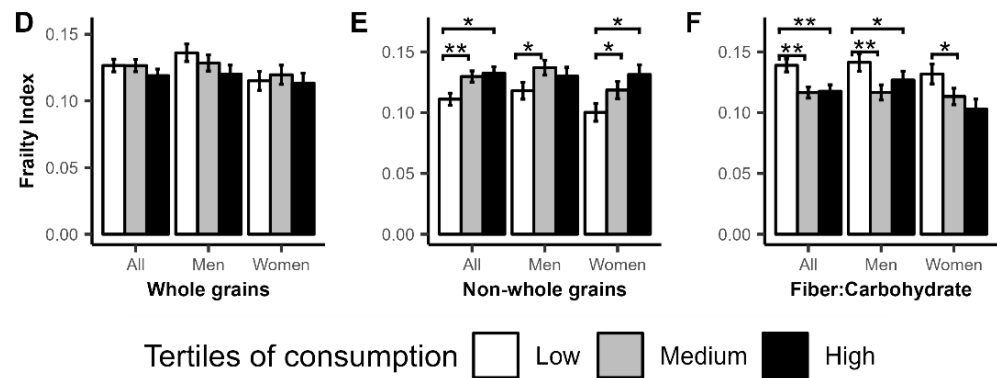 D
E
F
Frailty Index
0.15
0.10
0.05
0.00
All Men Women
Whole grains
*
** * *
*
0.15
0.10
0.05
0.00
All Men Women
Non-whole grains
** *
** ** *
0.15
0.10
0.05
0.00
All Men Women
Fiber:Carbohydrate
Tertiles of consumption Low Medium High